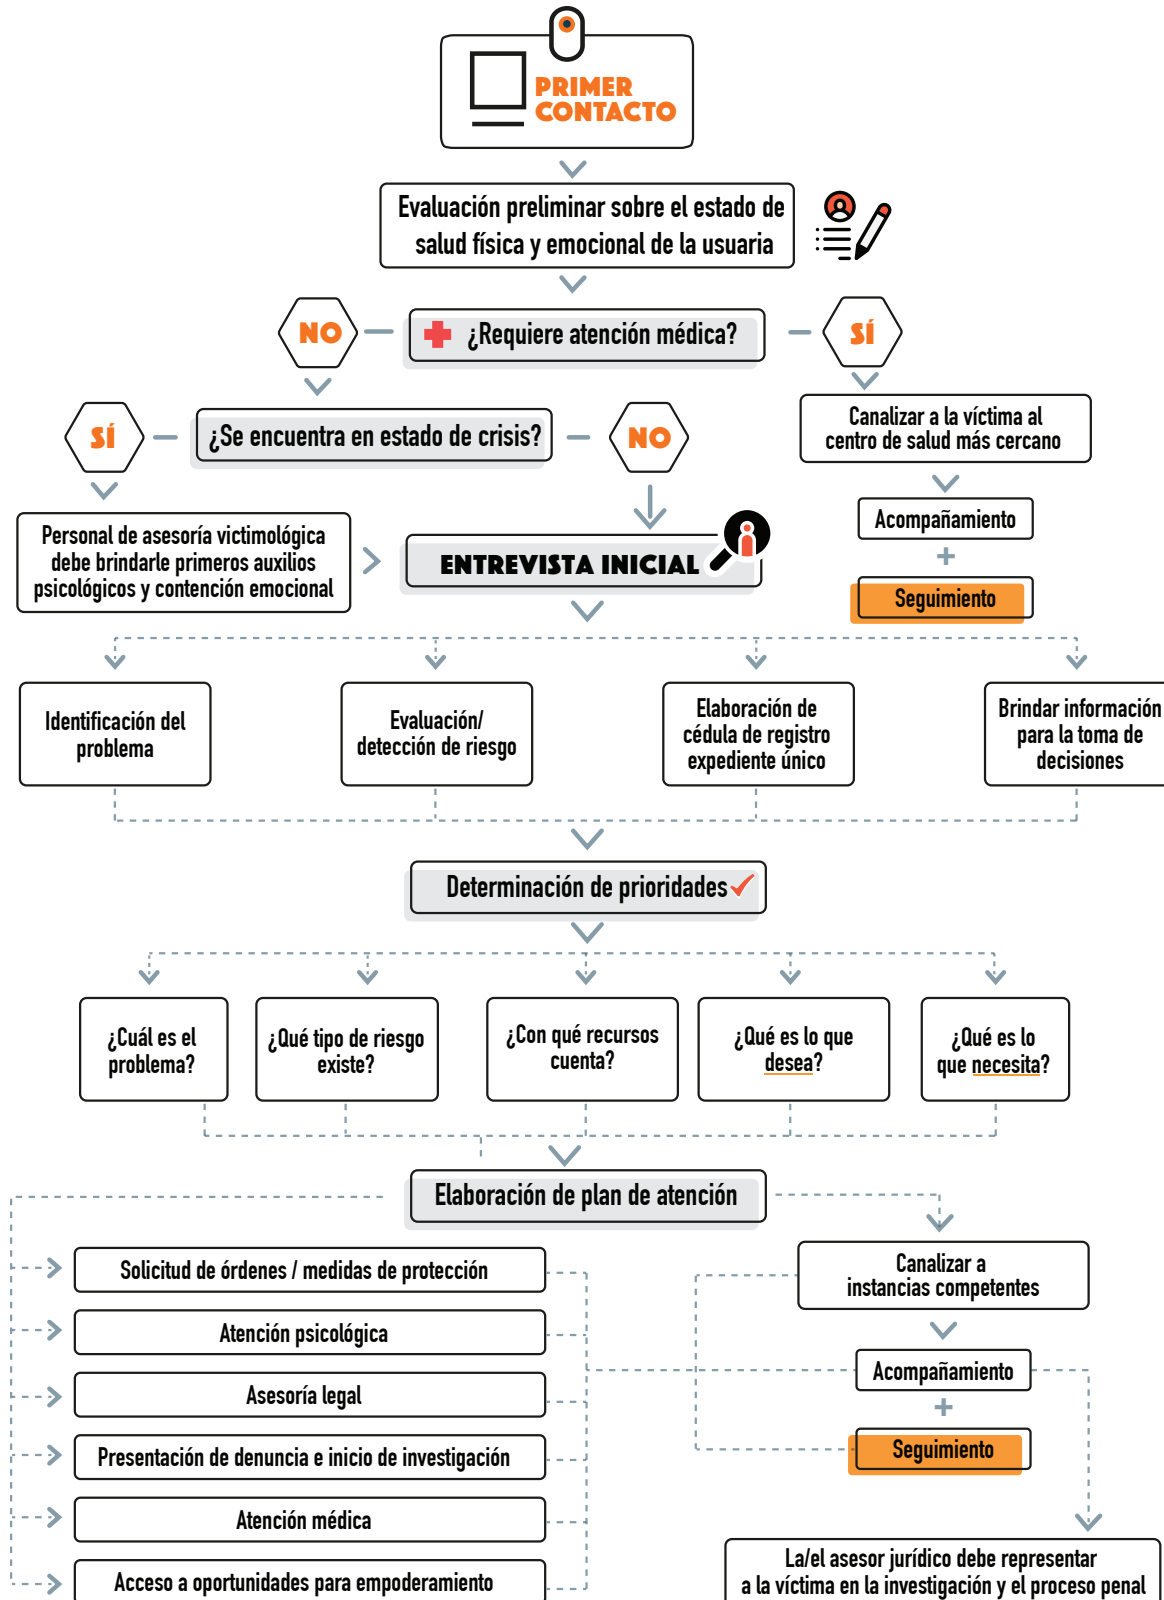 PRIMER
CONTACTO
Evaluación preliminar sobre el estado de
salud física y emocional de la usuaria
NO
¿Requiere atención médica?
SÍ
SÍ
¿Se encuentra en estado de crisis?
NO
Canalizar a la víctima al
centro de salud más cercano
Personal de asesoría victimológica
debe brindarle primeros auxilios
psicológicos y contención emocional
ENTREVISTA INICIAL
Acompañamiento
+
Seguimiento
Identificación del
problema
Evaluación/
detección de riesgo
Elaboración de
cédula de registro
expediente único
Brindar información
para la toma de
decisiones
Determinación de prioridades
¿Cuál es el
problema?
¿Qué tipo de riesgo
existe?
¿Con qué recursos
cuenta?
¿Qué es lo que
desea?
¿Qué es lo
que necesita?
Elaboración de plan de atención
Solicitud de órdenes / medidas de protección
Atención psicológica
Asesoría legal
Presentación de denuncia e inicio de investigación
Atención médica
Acceso a oportunidades para empoderamiento
Canalizar a
instancias competentes
Acompañamiento
+
Seguimiento
La/el asesor jurídico debe representar
a la víctima en la investigación y el proceso penal